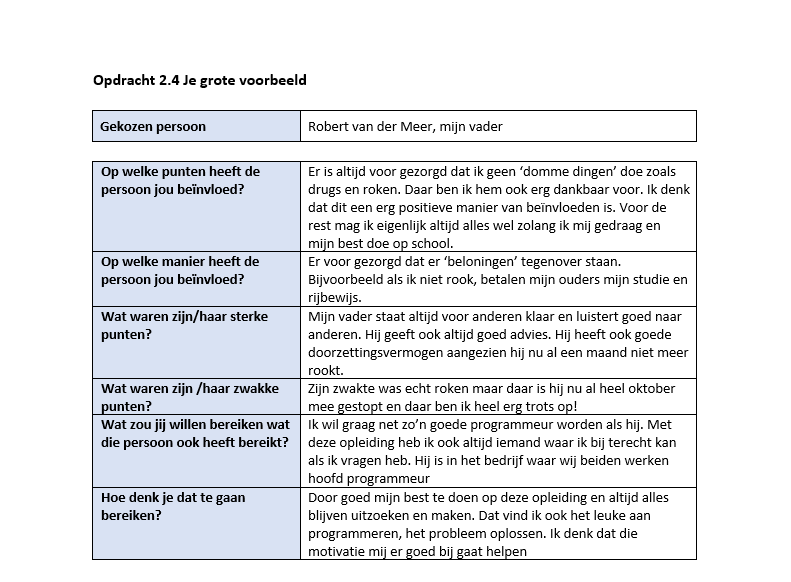 Opdracht 2.4 Je grote voorbeeld
Gekozen persoon
Robert van der Meer, mijn vader
Op welke punten heeft de
persoon jou beïnvloed?
Er is altijd voor gezorgd dat ik geen ‘domme dingen’ doe zoals
drugs en roken. Daar ben ik hem ook erg dankbaar voor. Ik denk
dat dit een erg positieve manier van beïnvloeden is. Voor de
rest mag ik eigenlijk altijd alles wel zolang ik mij gedraag en
mijn best doe op school.
Op welke manier heeft de
persoon jou beïnvloed?
Er voor gezorgd dat er ‘beloningen’ tegenover staan.
Bijvoorbeeld als ik niet rook, betalen mijn ouders mijn studie en
rijbewijs.
Wat waren zijn/haar sterke
punten?
Mijn vader staat altijd voor anderen klaar en luistert goed naar
anderen. Hij geeft ook altijd goed advies. Hij heeft ook goede
doorzettingsvermogen aangezien hij nu al een maand niet meer
rookt.
Wat waren zijn /haar zwakke
punten?
Zijn zwakte was echt roken maar daar is hij nu al heel oktober
mee gestopt en daar ben ik heel erg trots op!
Wat zou jij willen bereiken wat
die persoon ook heeft bereikt?
Ik wil graag net zo’n goede programmeur worden als hij. Met
deze opleiding heb ik ook altijd iemand waar ik bij terecht kan
als ik vragen heb. Hij is in het bedrijf waar wij beiden werken
hoofd programmeur
Hoe denk je dat te gaan
bereiken?
Door goed mijn best te doen op deze opleiding en altijd alles
blijven uitzoeken en maken. Dat vind ik ook het leuke aan
programmeren, het probleem oplossen. Ik denk dat die
motivatie mij er goed bij gaat helpen